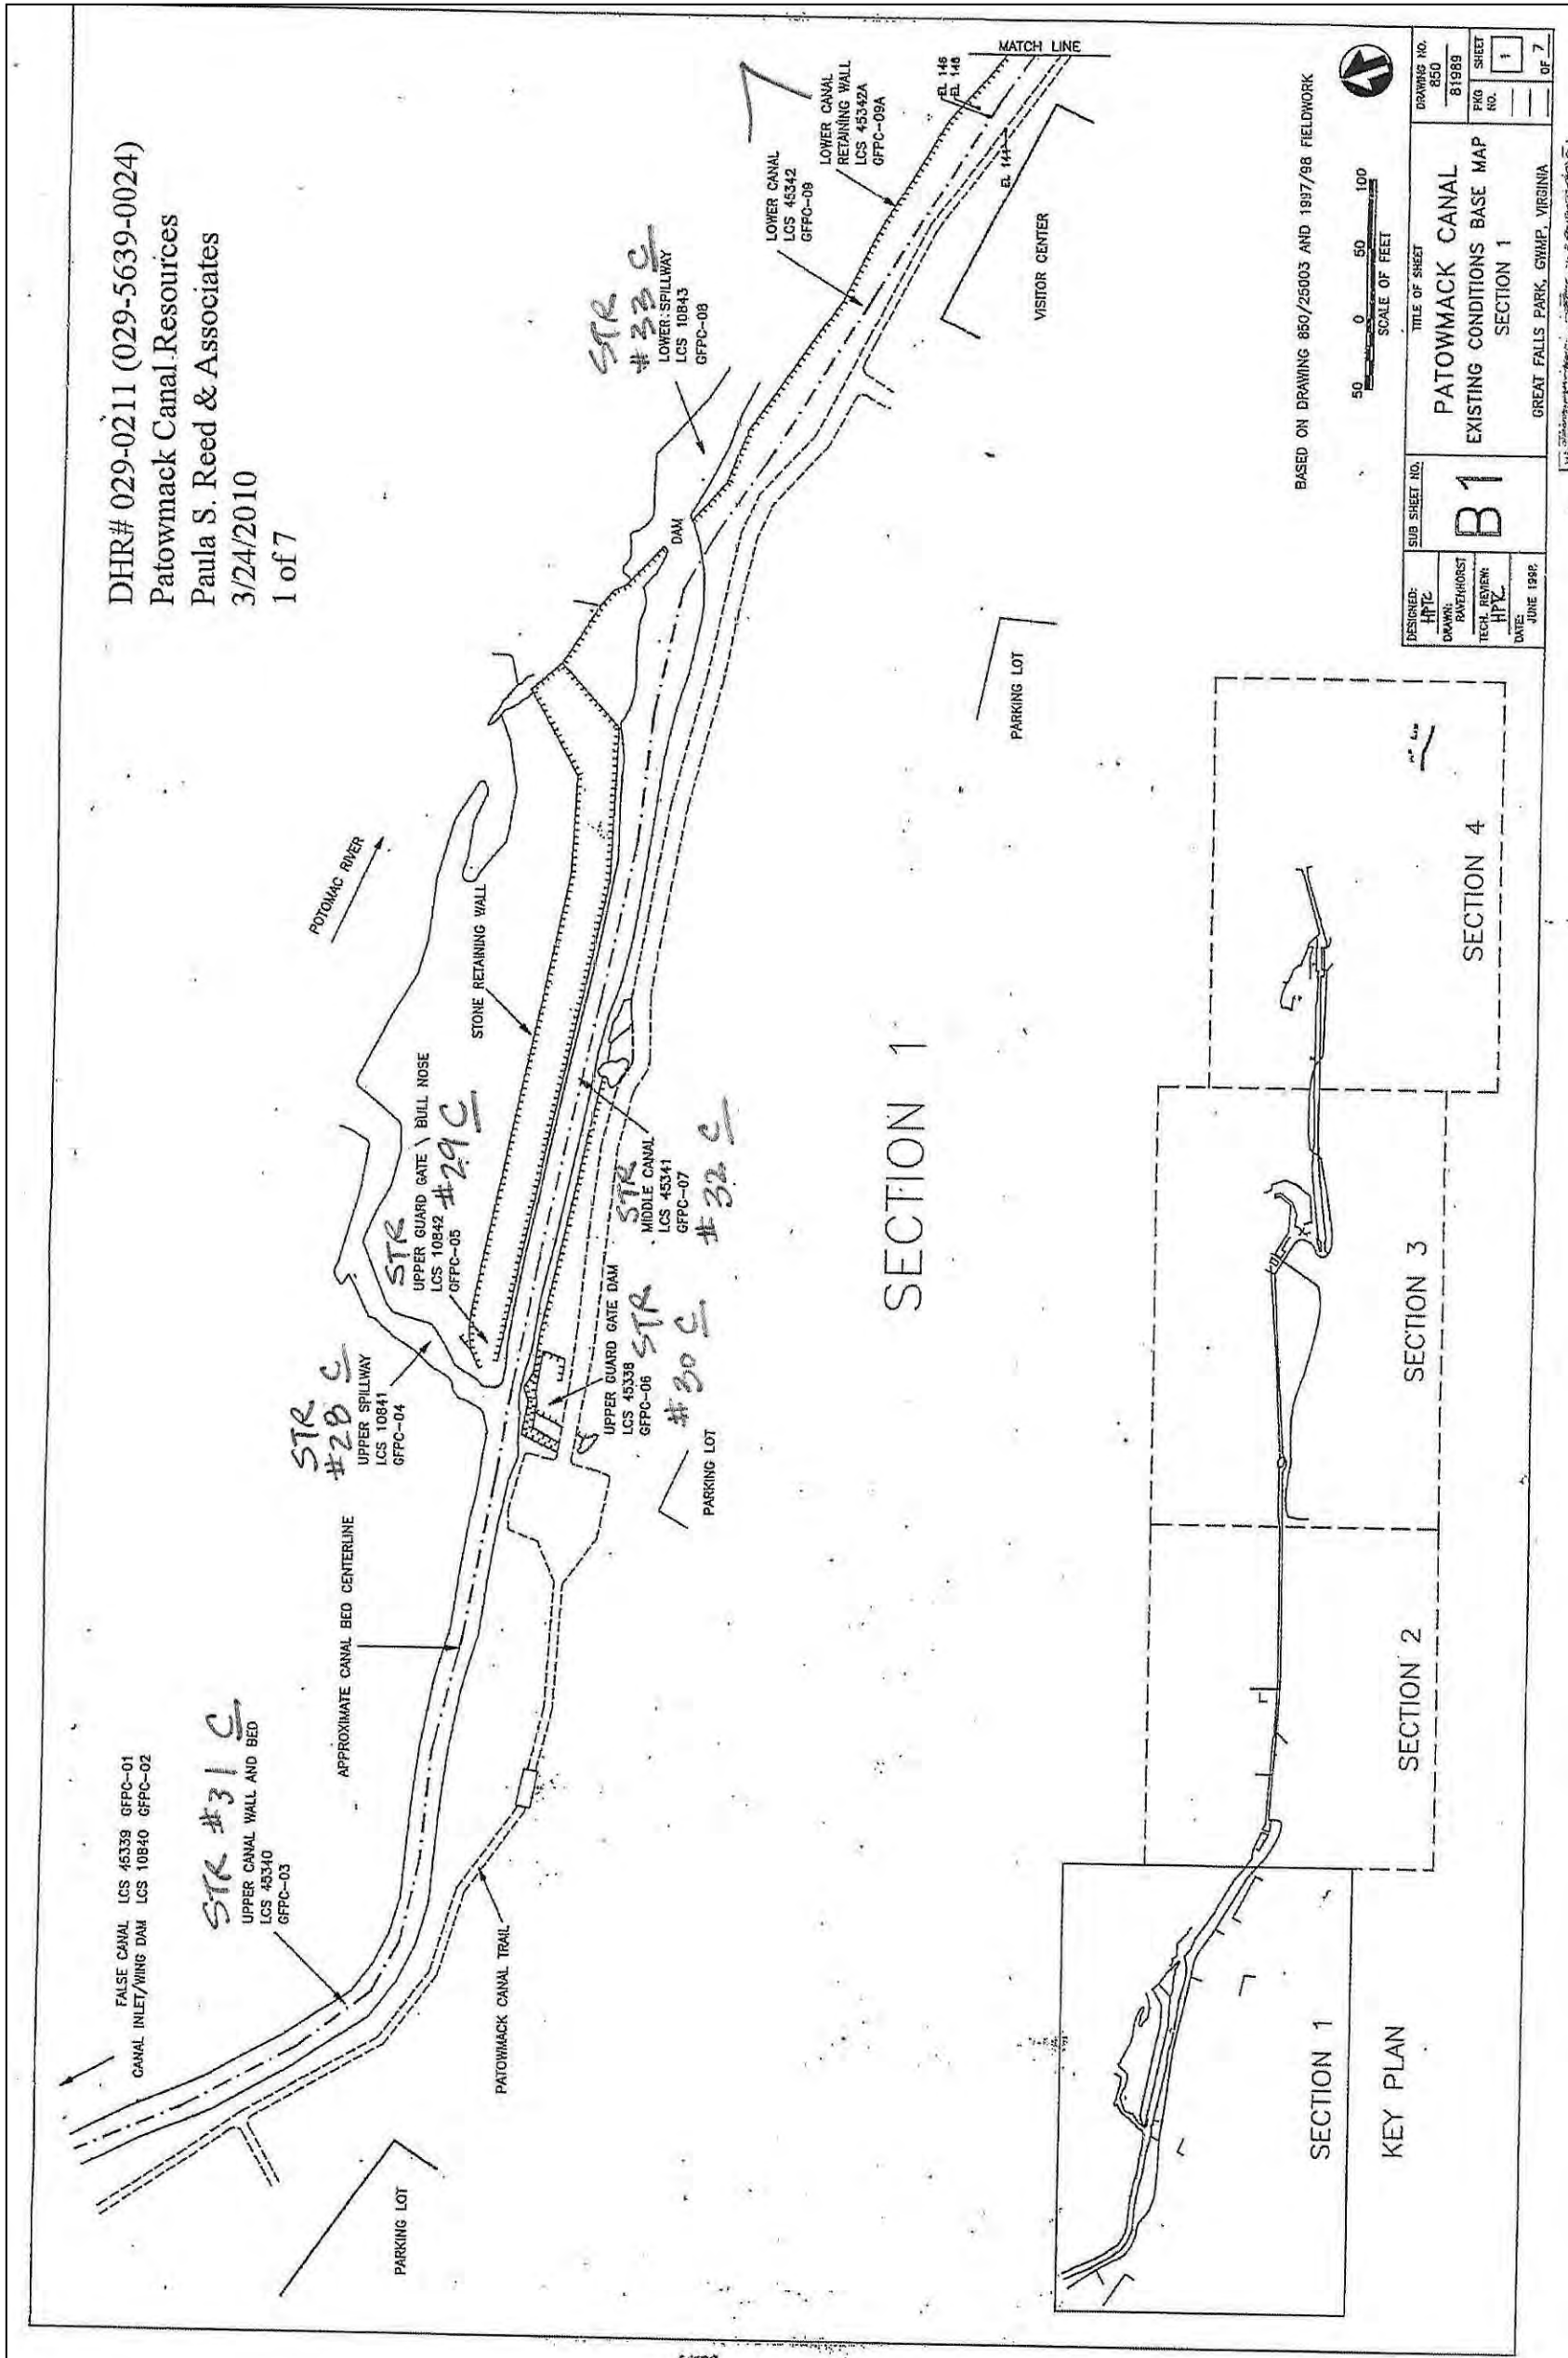 DHR# 029-0211 (029-5639-0024)
Patowmack Canal Resources
Paula S. Reed & Associates
3/24/2010
1 of 7
FALSE CANAL LCS 45339 GFPC-01
CANAL INLET/WING DAM LCS 10840 GFPC-02
STR #31 C
UPPER CANAL WALL AND BED
LCS 45340
GFPC-03
APPROXIMATE CANAL BED CENTERLINE
PATOWMACK CANAL TRAIL
PARKING LOT
STR
#28 C
UPPER SPILLWAY
LCS 10841
GFPC-04
STR
UPPER GUARD GATE \ BULL NOSE
LCS 10842 #29 C
GFPC-05
POTOMAC RIVER
STONE RETAINING WALL
UPPER GUARD GATE DAM
LCS 45338 STR
GFPC-06
#30 C
PARKING LOT
STR
MIDDLE CANAL
LCS 45341
GFPC-07
#32 C
DAM
STR
#33 C
LOWER SPILLWAY
LCS 10843
GFPC-08
LOWER CANAL
LCS 45342
GFPC-09
LOWER CANAL
RETAINING WALL
LCS 45342A
GFPC-09A
MATCH LINE
EL 146
EL 148
EL 141
VISITOR CENTER
PARKING LOT
SECTION 1
BASED ON DRAWING 850/25003 AND 1997/98 FIELDWORK
50 0 50 100
SCALE OF FEET
SECTION 1
SECTION 2
SECTION 3
SECTION 4
KEY PLAN
DESIGNED:
HPTC
DRAWN:
RAVENHORST
TECH. REVIEW:
DATE:
JUNE
SUB SHEET NO.
B 1
TITLE OF SHEET
PATOWMACK CANAL
EXISTING CONDITIONS BASE MAP
SECTION 1
GREAT FALLS PARK, GWMP, VIRGINIA
DRAWING NO.
850
81989
PKG NO.
SHEET
1
OF 7